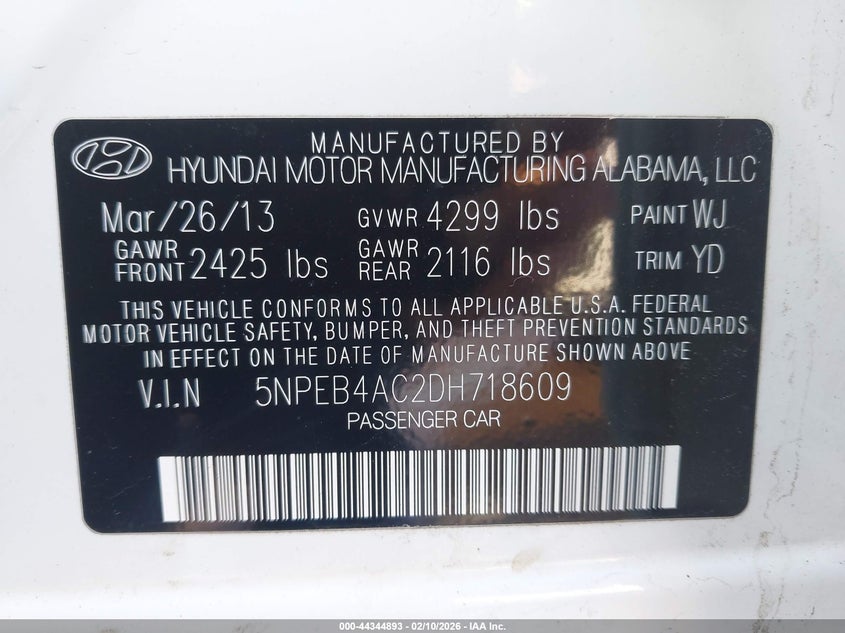 MANUFACTURED BY
HYUNDAI MOTOR MANUFACTURING ALABAMA, LLC
Mar/26/13 GVWR 4299 lbs PAINT WJ
GAWR FRONT 2425 lbs GAWR REAR 2116 lbs TRIM YD
THIS VEHICLE CONFORMS TO ALL APPLICABLE U.S.A. FEDERAL
MOTOR VEHICLE SAFETY, BUMPER, AND THEFT PREVENTION STANDARDS
IN EFFECT ON THE DATE OF MANUFACTURE SHOWN ABOVE
V.I.N 5NPEB4AC2DH718609
PASSENGER CAR
000-44344893 - 02/10/2026 - IAA Inc.